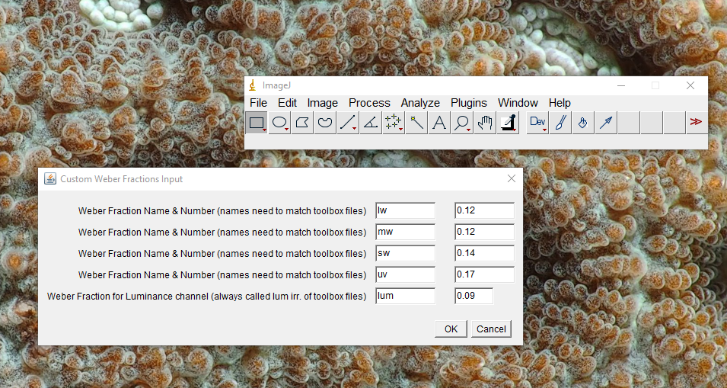 ImageJ
File Edit Image Process Analyze Plugins Window Help
A Dev >>
Custom Weber Fractions Input
Weber Fraction Name & Number (names need to match toolbox files) lw 0.12
Weber Fraction Name & Number (names need to match toolbox files) mw 0.12
Weber Fraction Name & Number (names need to match toolbox files) sw 0.14
Weber Fraction Name & Number (names need to match toolbox files) uv 0.17
Weber Fraction for Luminance channel (always called lum irr. of toolbox files) lum 0.09
OK Cancel